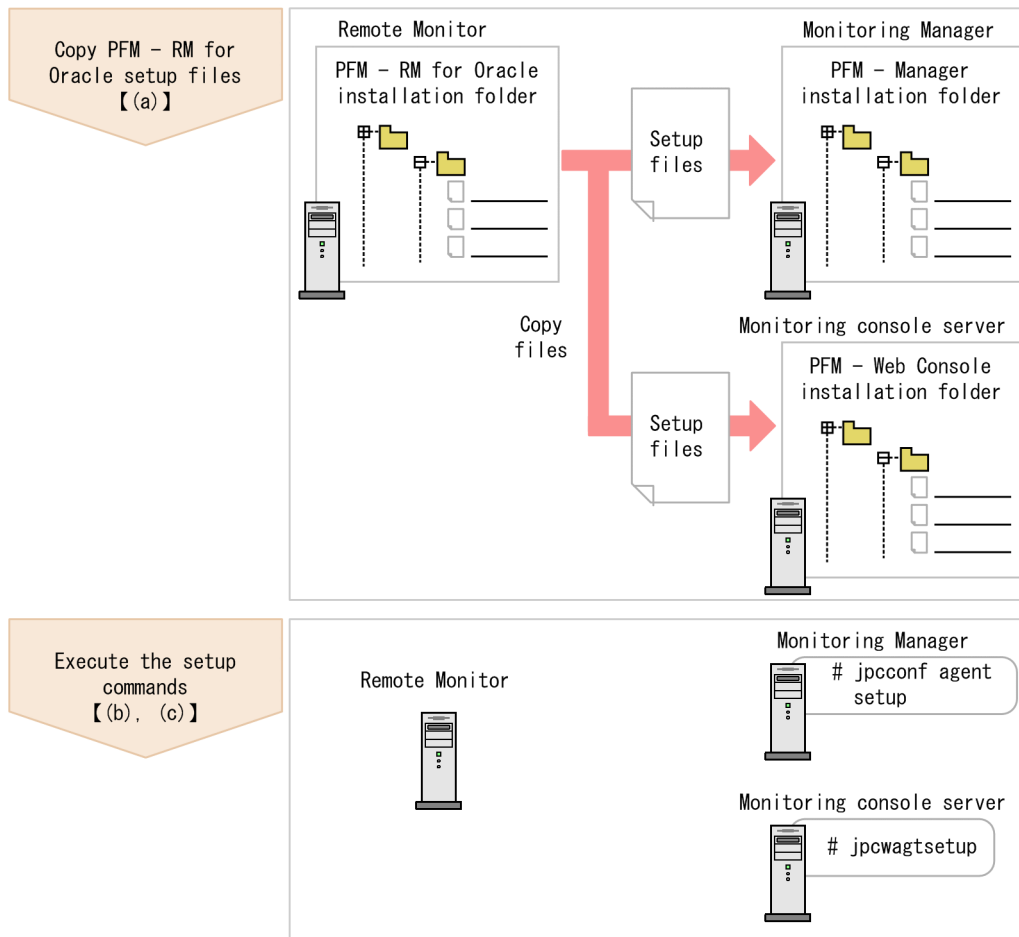 Copy PFM – RM for
Oracle setup files
【(a)】
Remote Monitor
PFM – RM for Oracle
installation folder
Setup
files
Monitoring Manager
PFM – Manager
installation folder
Copy
files
Setup
files
Monitoring console server
PFM – Web Console
installation folder
Execute the setup
commands
【(b), (c)】
Remote Monitor
Monitoring Manager
# jpcconf agent
setup
Monitoring console server
# jpcwagtsetup